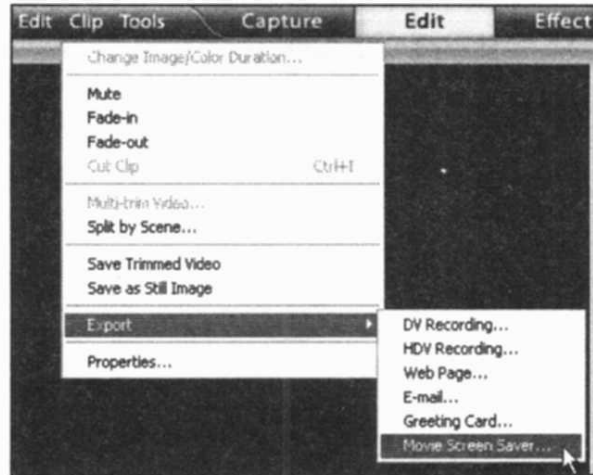 Edit Clip Tools Capture Edit Effect
Change Image/Color Duration...
Mute
Fade-in
Fade-out
Cut Clip Ctrl+I
Multi-trim Video...
Split by Scene...
Save Trimmed Video
Save as Still Image
Export
Properties...
DV Recording...
HDV Recording...
Web Page...
E-mail...
Greeting Card...
Movie Screen Saver...